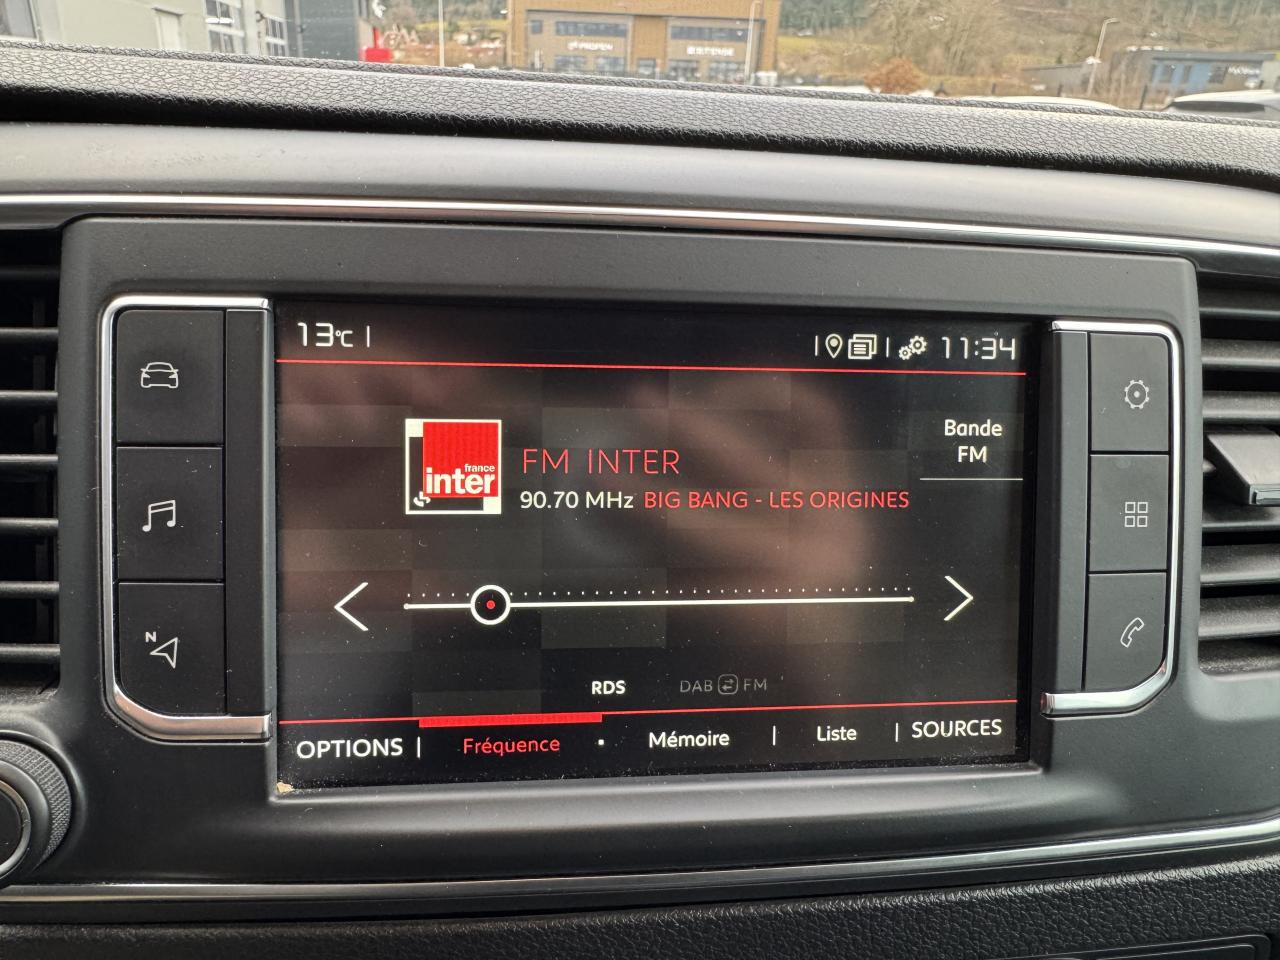 13°C
11:34
Bande
FM
france
inter
FM INTER
90.70 MHz BIG BANG - LES ORIGINES
RDS
DAB FM
OPTIONS
Fréquence
Mémoire
Liste
SOURCES
N